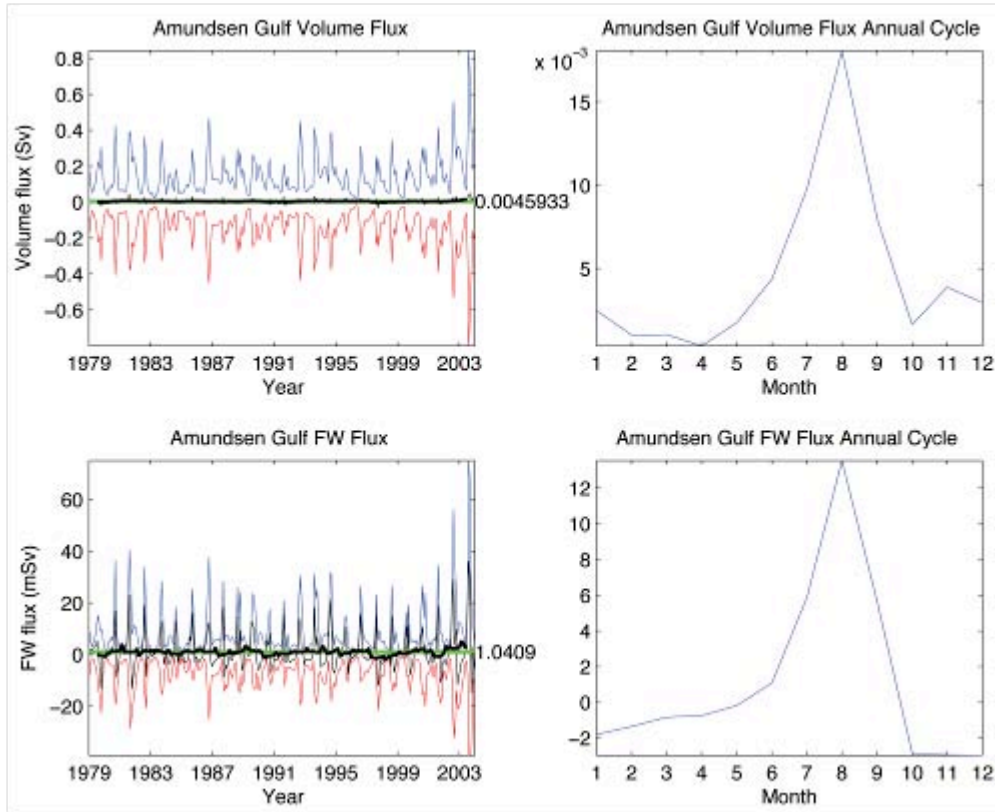 Amundsen Gulf Volume Flux
0.8
0.6
0.4
0.2
0
−0.2
−0.4
−0.6
Volume flux (Sv)
0.0045933
1979 1983 1987 1991 1995 1999 2003
Year
Amundsen Gulf Volume Flux Annual Cycle
x 10⁻³
15
10
5
1 2 3 4 5 6 7 8 9 10 11 12
Month
Amundsen Gulf FW Flux
60
40
20
0
−20
FW flux (mSv)
1.0409
1979 1983 1987 1991 1995 1999 2003
Year
Amundsen Gulf FW Flux Annual Cycle
12
10
8
6
4
2
0
−2
1 2 3 4 5 6 7 8 9 10 11 12
Month